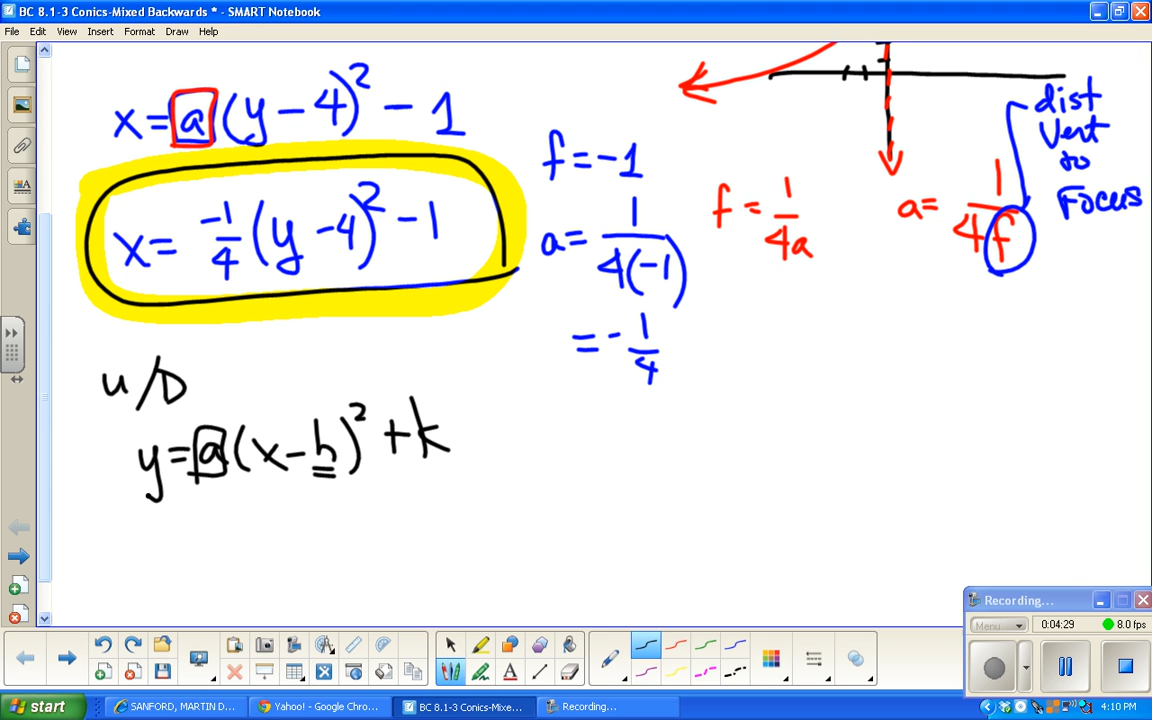 BC 8.1-3 Conics-Mixed Backwards * - SMART Notebook
File Edit View Insert Format Draw Help
x = a (y - 4)² - 1
x = -1/4 (y - 4)² - 1
f = -1
a = 1/4(-1)
= - 1/4
f = 1/4a
a = 1/4f
dist
Vert
to
Focus
u/D
y = a (x - h)² + k
Recording...
Menu
0:04:29
8.0 fps
start
SANFORD, MARTIN D...
Yahoo! - Google Chro...
BC 8.1-3 Conics-Mixe...
Recording...
4:10 PM